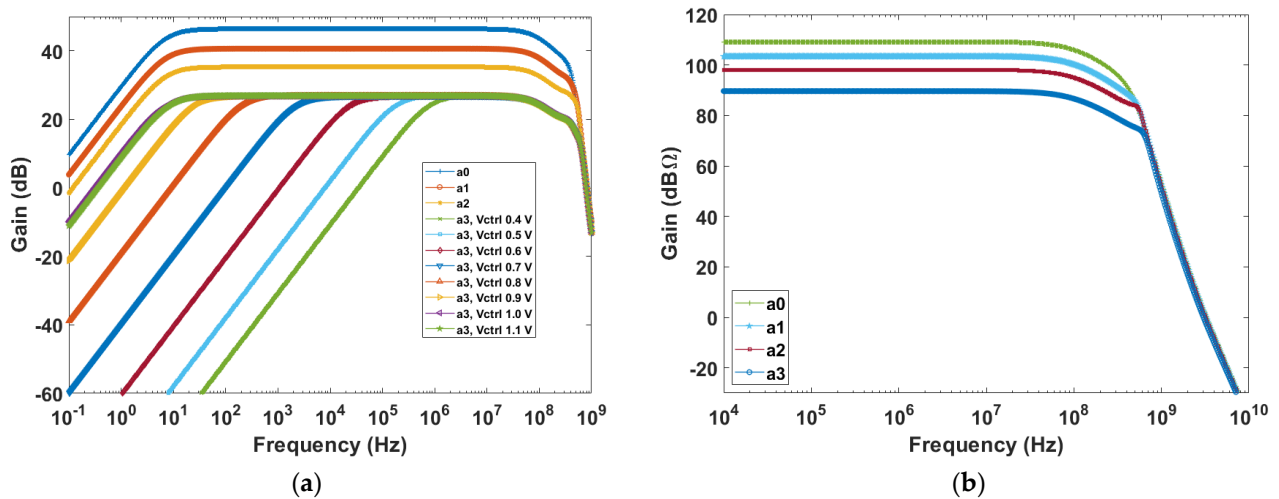 40
20
0
-20
-40
-60
Gain (dB)
10^-1 10^0 10^1 10^2 10^3 10^4 10^5 10^6 10^7 10^8 10^9
Frequency (Hz)
a0
a1
a2
a3, Vctrl 0.4 V
a3, Vctrl 0.5 V
a3, Vctrl 0.6 V
a3, Vctrl 0.7 V
a3, Vctrl 0.8 V
a3, Vctrl 0.9 V
a3, Vctrl 1.0 V
a3, Vctrl 1.1 V
(a)
120
100
80
60
40
20
0
-20
Gain (dBΩ)
10^4 10^5 10^6 10^7 10^8 10^9 10^10
Frequency (Hz)
a0
a1
a2
a3
(b)